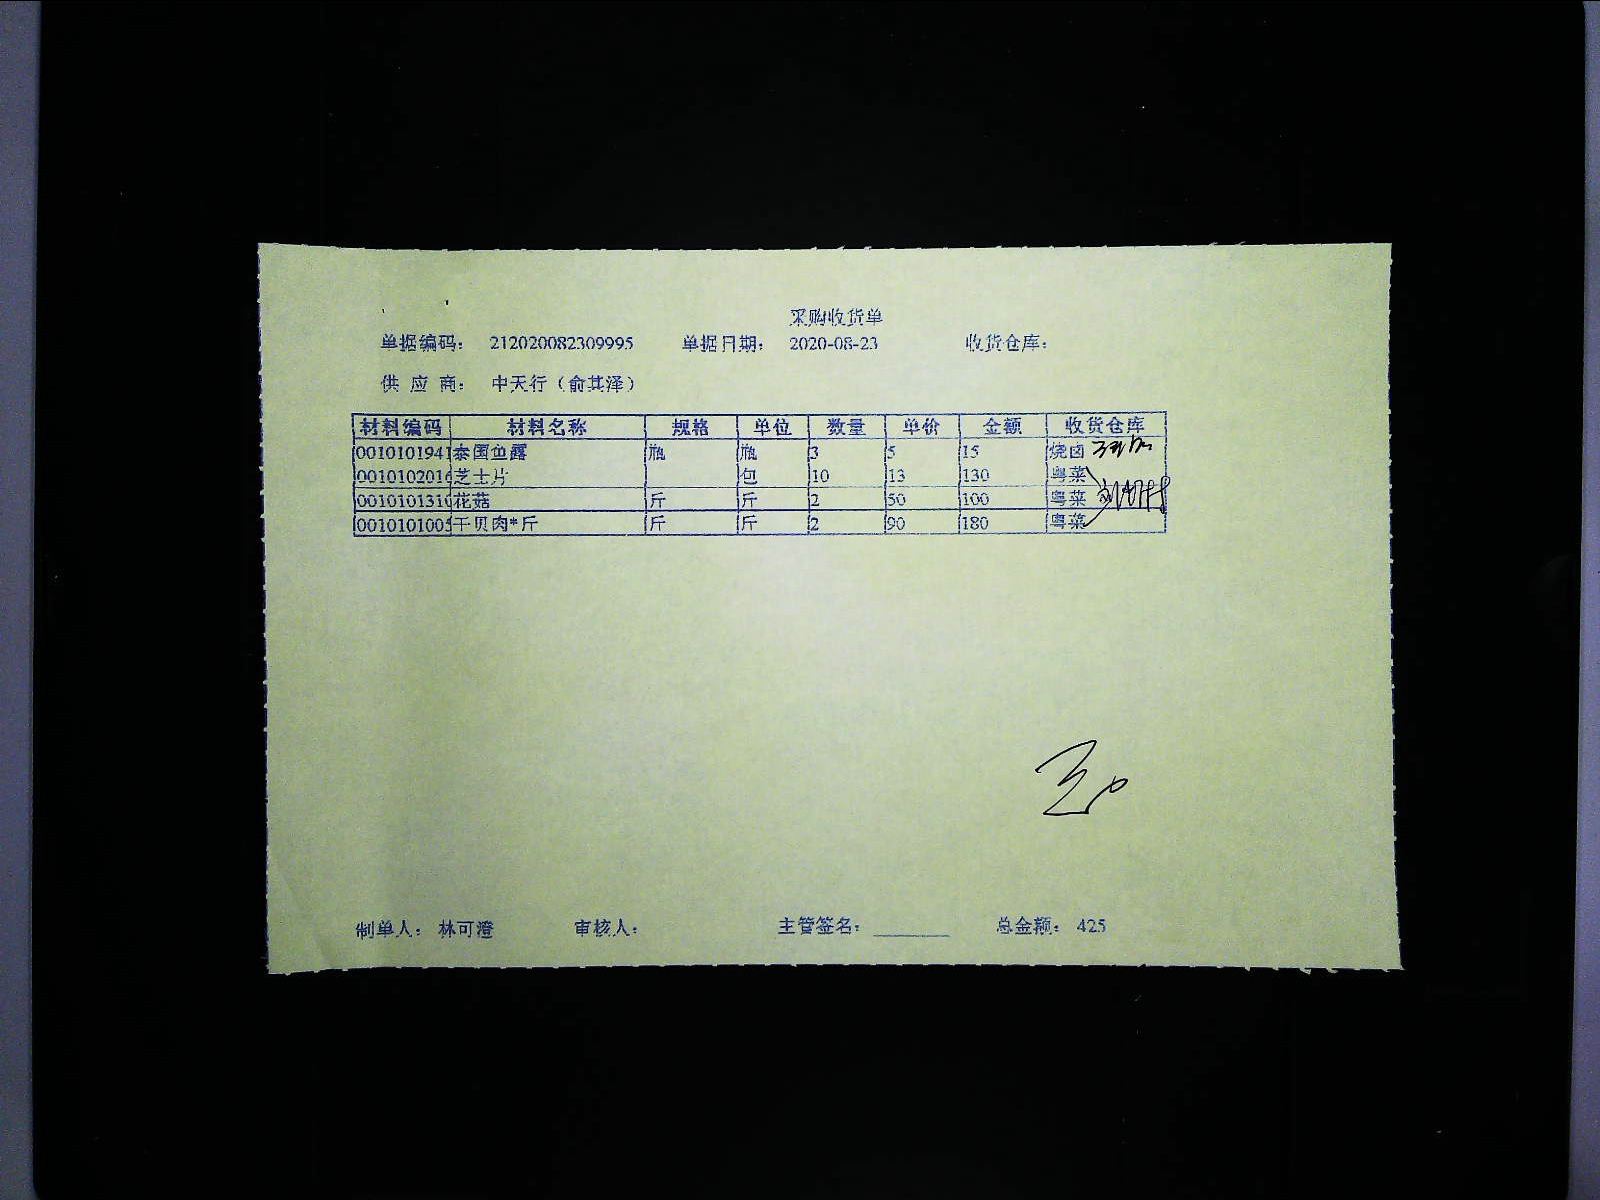 采购收货单
单据编码： 212020082309995 单据日期： 2020-08-23 收货仓库：
供 应 商： 中天行（俞其泽）
材料编码 材料名称 规格 单位 数量 单价 金额 收货仓库
0010101941 泰国鱼露 瓶 瓶 3 5 15 烧卤
001010201 芝士片 包 10 13 130 粤菜
001010131 花菇 斤 斤 2 50 100 粤菜
001010100 干贝肉*斤 斤 斤 2 90 180 粤菜
制单人： 林可澄 审核人： 主管签名： 总金额： 425